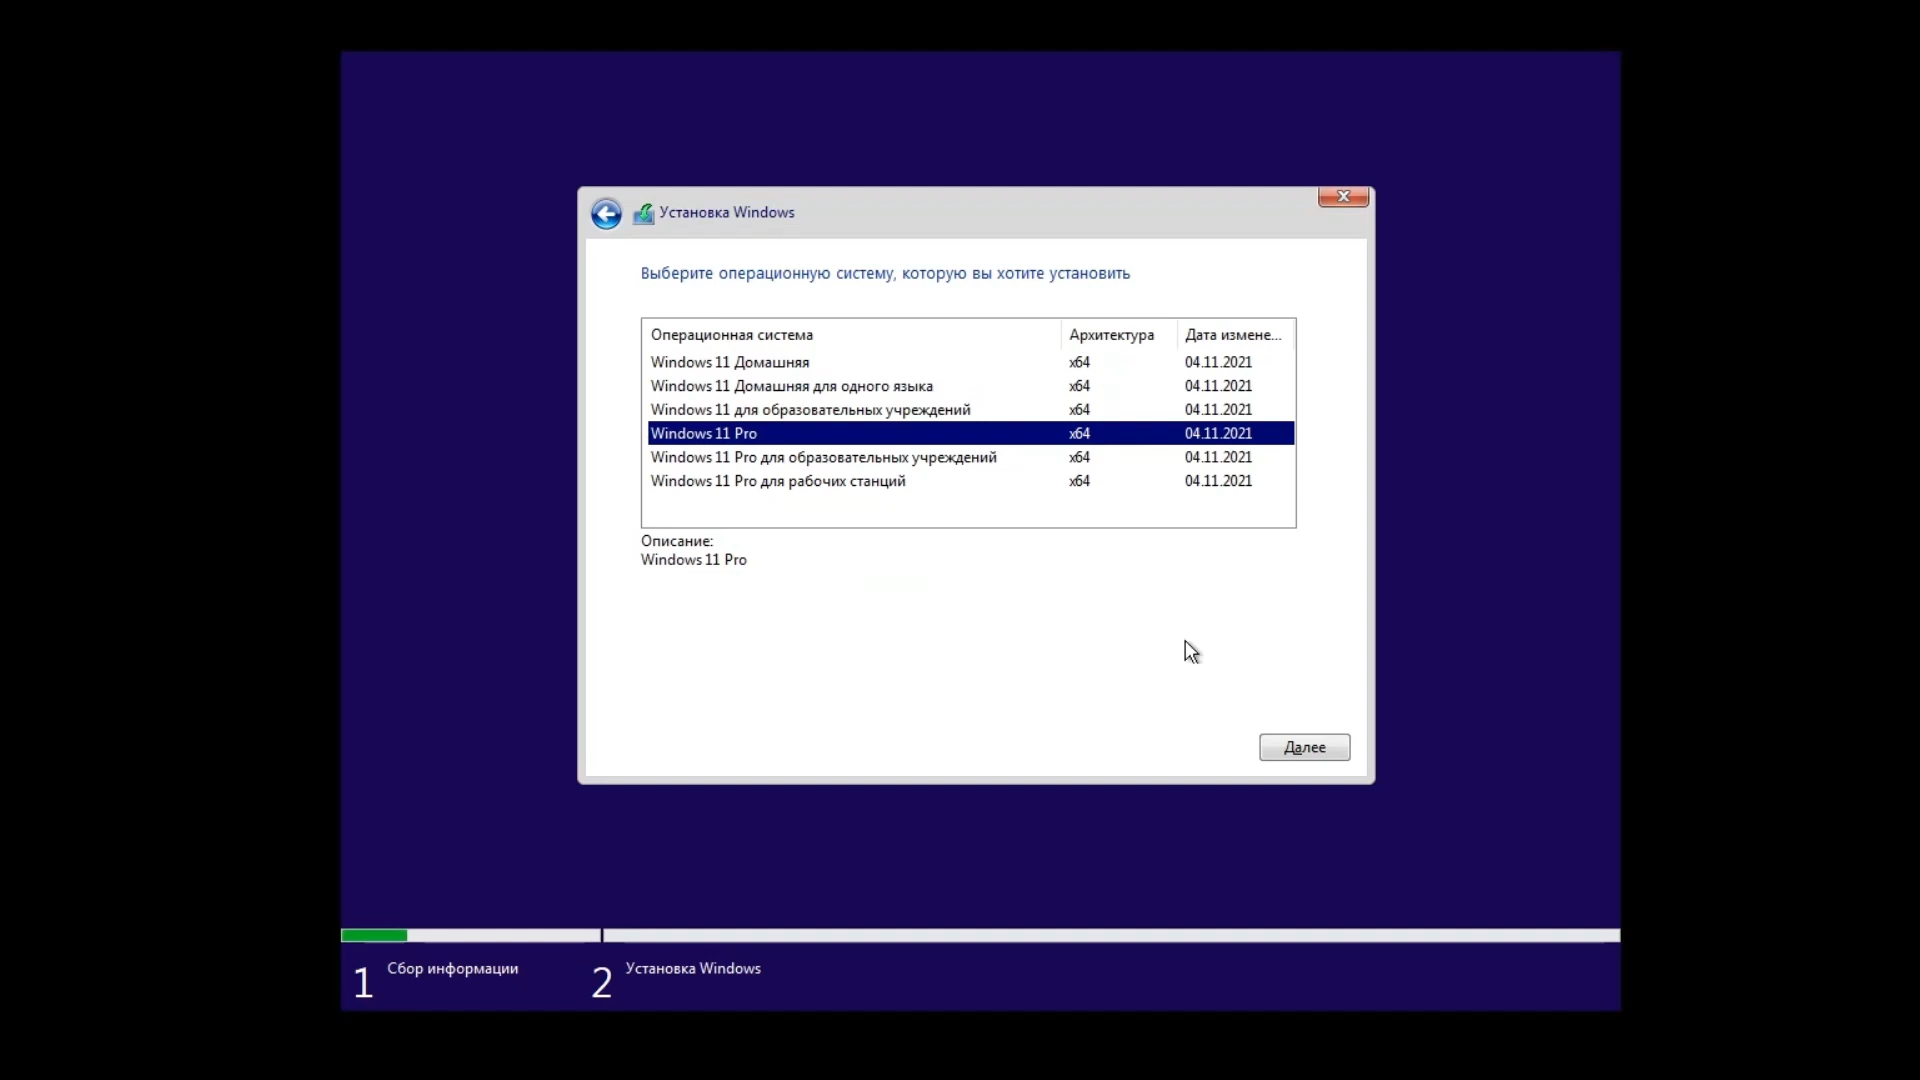 Установка Windows
Выберите операционную систему, которую вы хотите установить
Операционная система Архитектура Дата измене...
Windows 11 Домашняя x64 04.11.2021
Windows 11 Домашняя для одного языка x64 04.11.2021
Windows 11 для образовательных учреждений x64 04.11.2021
Windows 11 Pro x64 04.11.2021
Windows 11 Pro для образовательных учреждений x64 04.11.2021
Windows 11 Pro для рабочих станций x64 04.11.2021
Описание:
Windows 11 Pro
Далее
1 Сбор информации 2 Установка Windows